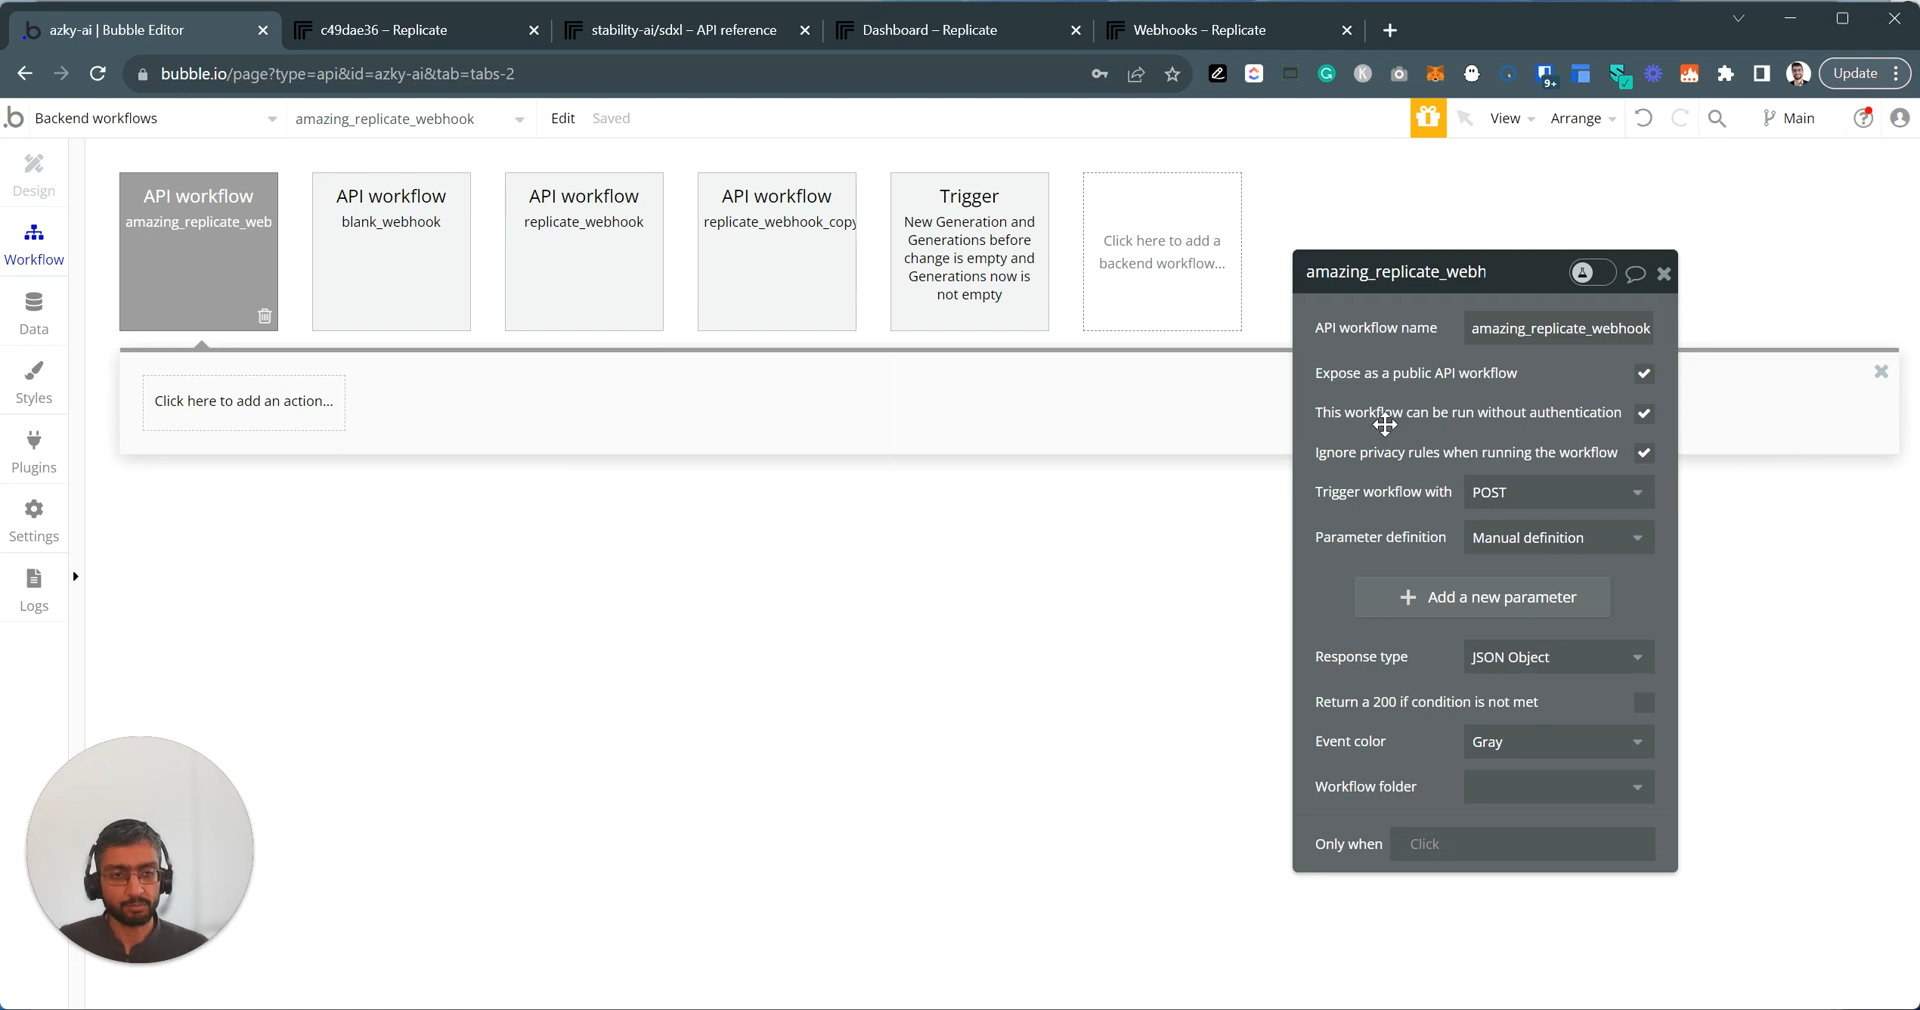 azky-ai | Bubble Editor
c49dae36 – Replicate
stability-ai/sdxl – API reference
Dashboard – Replicate
Webhooks – Replicate
bubble.io/page?type=api&id=azky-ai&tab=tabs-2
9+
Update
Backend workflows
amazing_replicate_webhook
Edit
Saved
View
Arrange
Main
Design
Workflow
Data
Styles
Plugins
Settings
Logs
API workflow
amazing_replicate_web
API workflow
blank_webhook
API workflow
replicate_webhook
API workflow
replicate_webhook_copy
Trigger
New Generation and
Generations before
change is empty and
Generations now is
not empty
Click here to add a
backend workflow...
Click here to add an action...
amazing_replicate_webh
API workflow name
amazing_replicate_webhook
Expose as a public API workflow
This workflow can be run without authentication
Ignore privacy rules when running the workflow
Trigger workflow with
POST
Parameter definition
Manual definition
Add a new parameter
Response type
JSON Object
Return a 200 if condition is not met
Event color
Gray
Workflow folder
Only when
Click